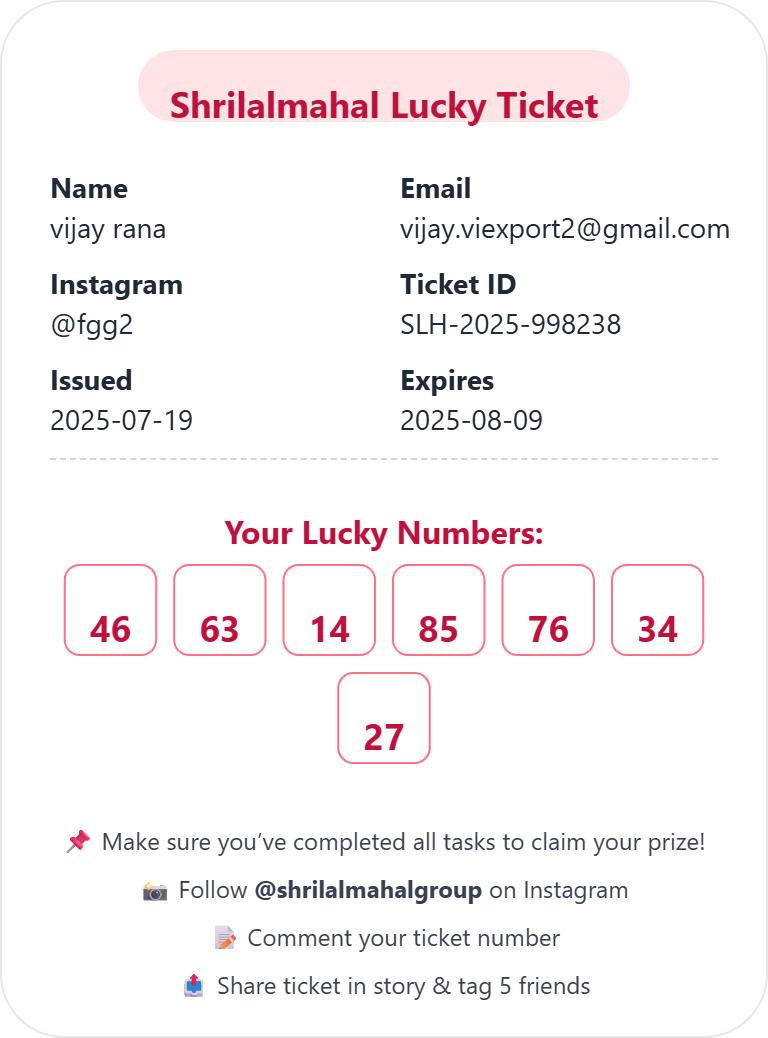 Shrilalmahal Lucky Ticket
Name
vijay rana
Email
vijay.viexport2@gmail.com
Instagram
@fgg2
Ticket ID
SLH-2025-998238
Issued
2025-07-19
Expires
2025-08-09
Your Lucky Numbers:
46 63 14 85 76 34
27
📌 Make sure you’ve completed all tasks to claim your prize!
📸 Follow @shrilalmahalgroup on Instagram
📝 Comment your ticket number
📤 Share ticket in story & tag 5 friends